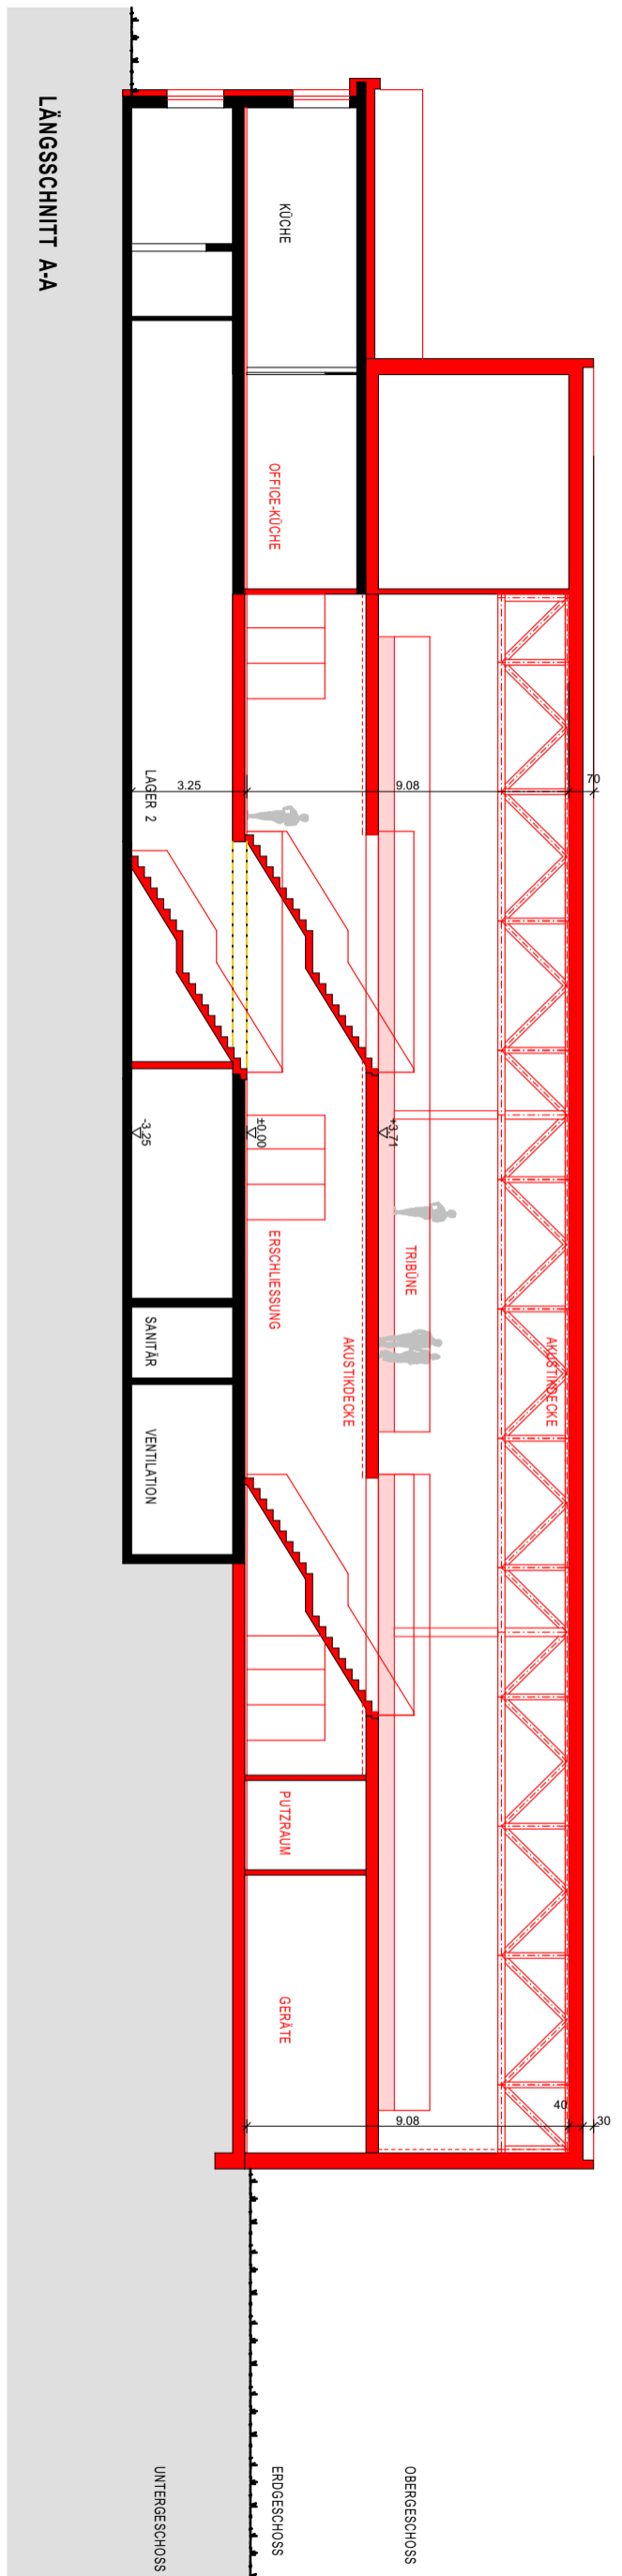 70
9.08
3.25
KÜCHE
OFFICE-KÜCHE
AKUSTIKDECKE
TRIBÜNE
+3.71
AKUSTIKDECKE
ERSCHLIESSUNG
±0.00
LAGER 2
-3.25
SANITÄR
VENTILATION
PUTZRAUM
GERÄTE
40
30
9.08
OBERGESCHOSS
ERDGESCHOSS
UNTERGESCHOSS
LÄNGSSCHNITT A-A